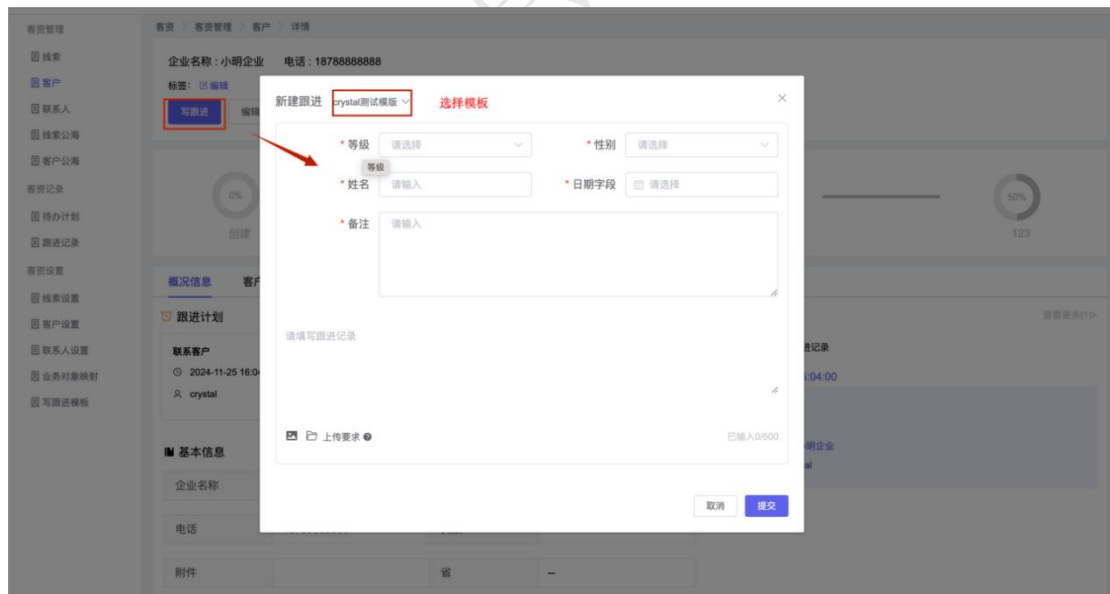 客资管理
客资 > 客资管理 > 客户 > 详情
线索
企业名称 : 小明企业 电话 : 18788888888
客户
标签: 编辑
联系人
写跟进 编辑
新建跟进 crystal测试模版 选择模板
线索公海
客户公海
* 等级 请选择 * 性别 请选择
等级
客资记录
* 姓名 请输入 * 日期字段 请选择
0% 50%
待办计划
* 备注 请输入
创建 123
跟进记录
客资设置
概况信息 客户
线索设置
跟进计划 查看更多(1)>
客户设置
请填写跟进记录
联系人设置
联系客户 进记录
业务对象映射
2024-11-25 16:04 :04:00
写跟进模板
crystal
上传要求 已输入0/500
基本信息 明企业
al
企业名称
取消 提交
电话
附件 省 --